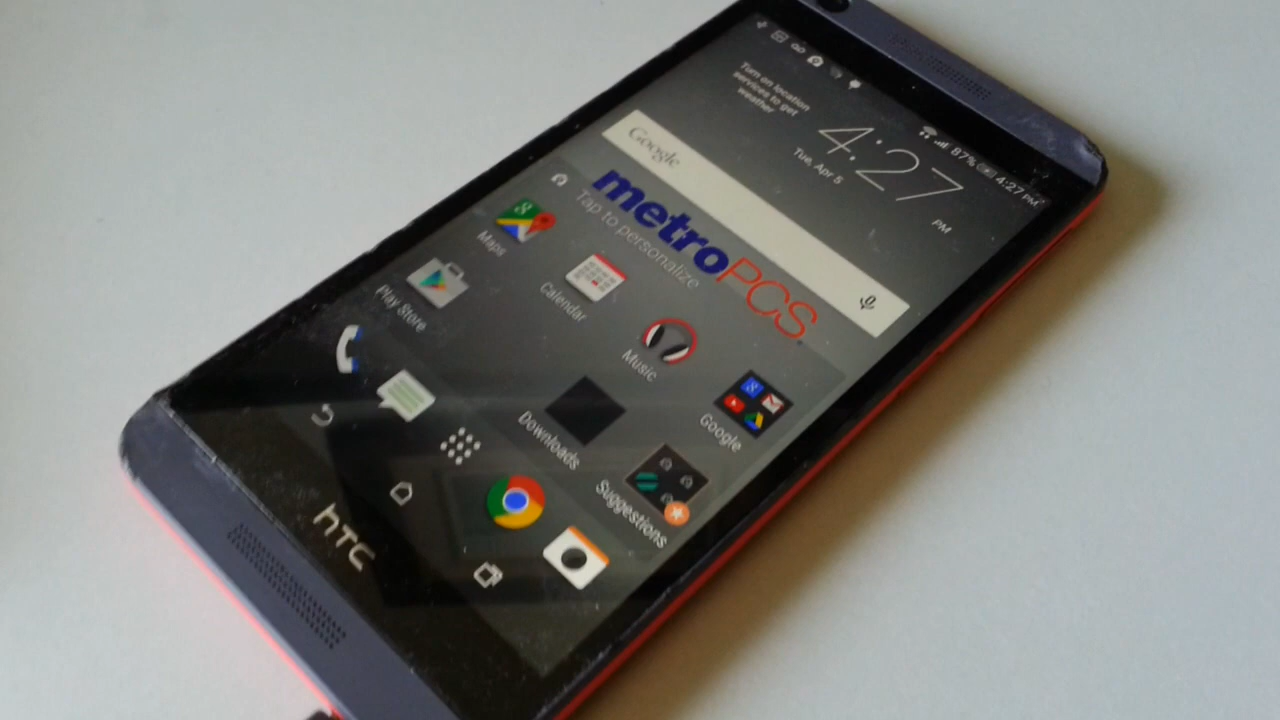 87% 4:27 PM
Turn on location
services to get
weather
4:27
PM
Tue, Apr 5
Google
metroPCS
Tap to personalize
Maps
Calendar
Music
Google
Play Store
Downloads
Suggestions
hTC